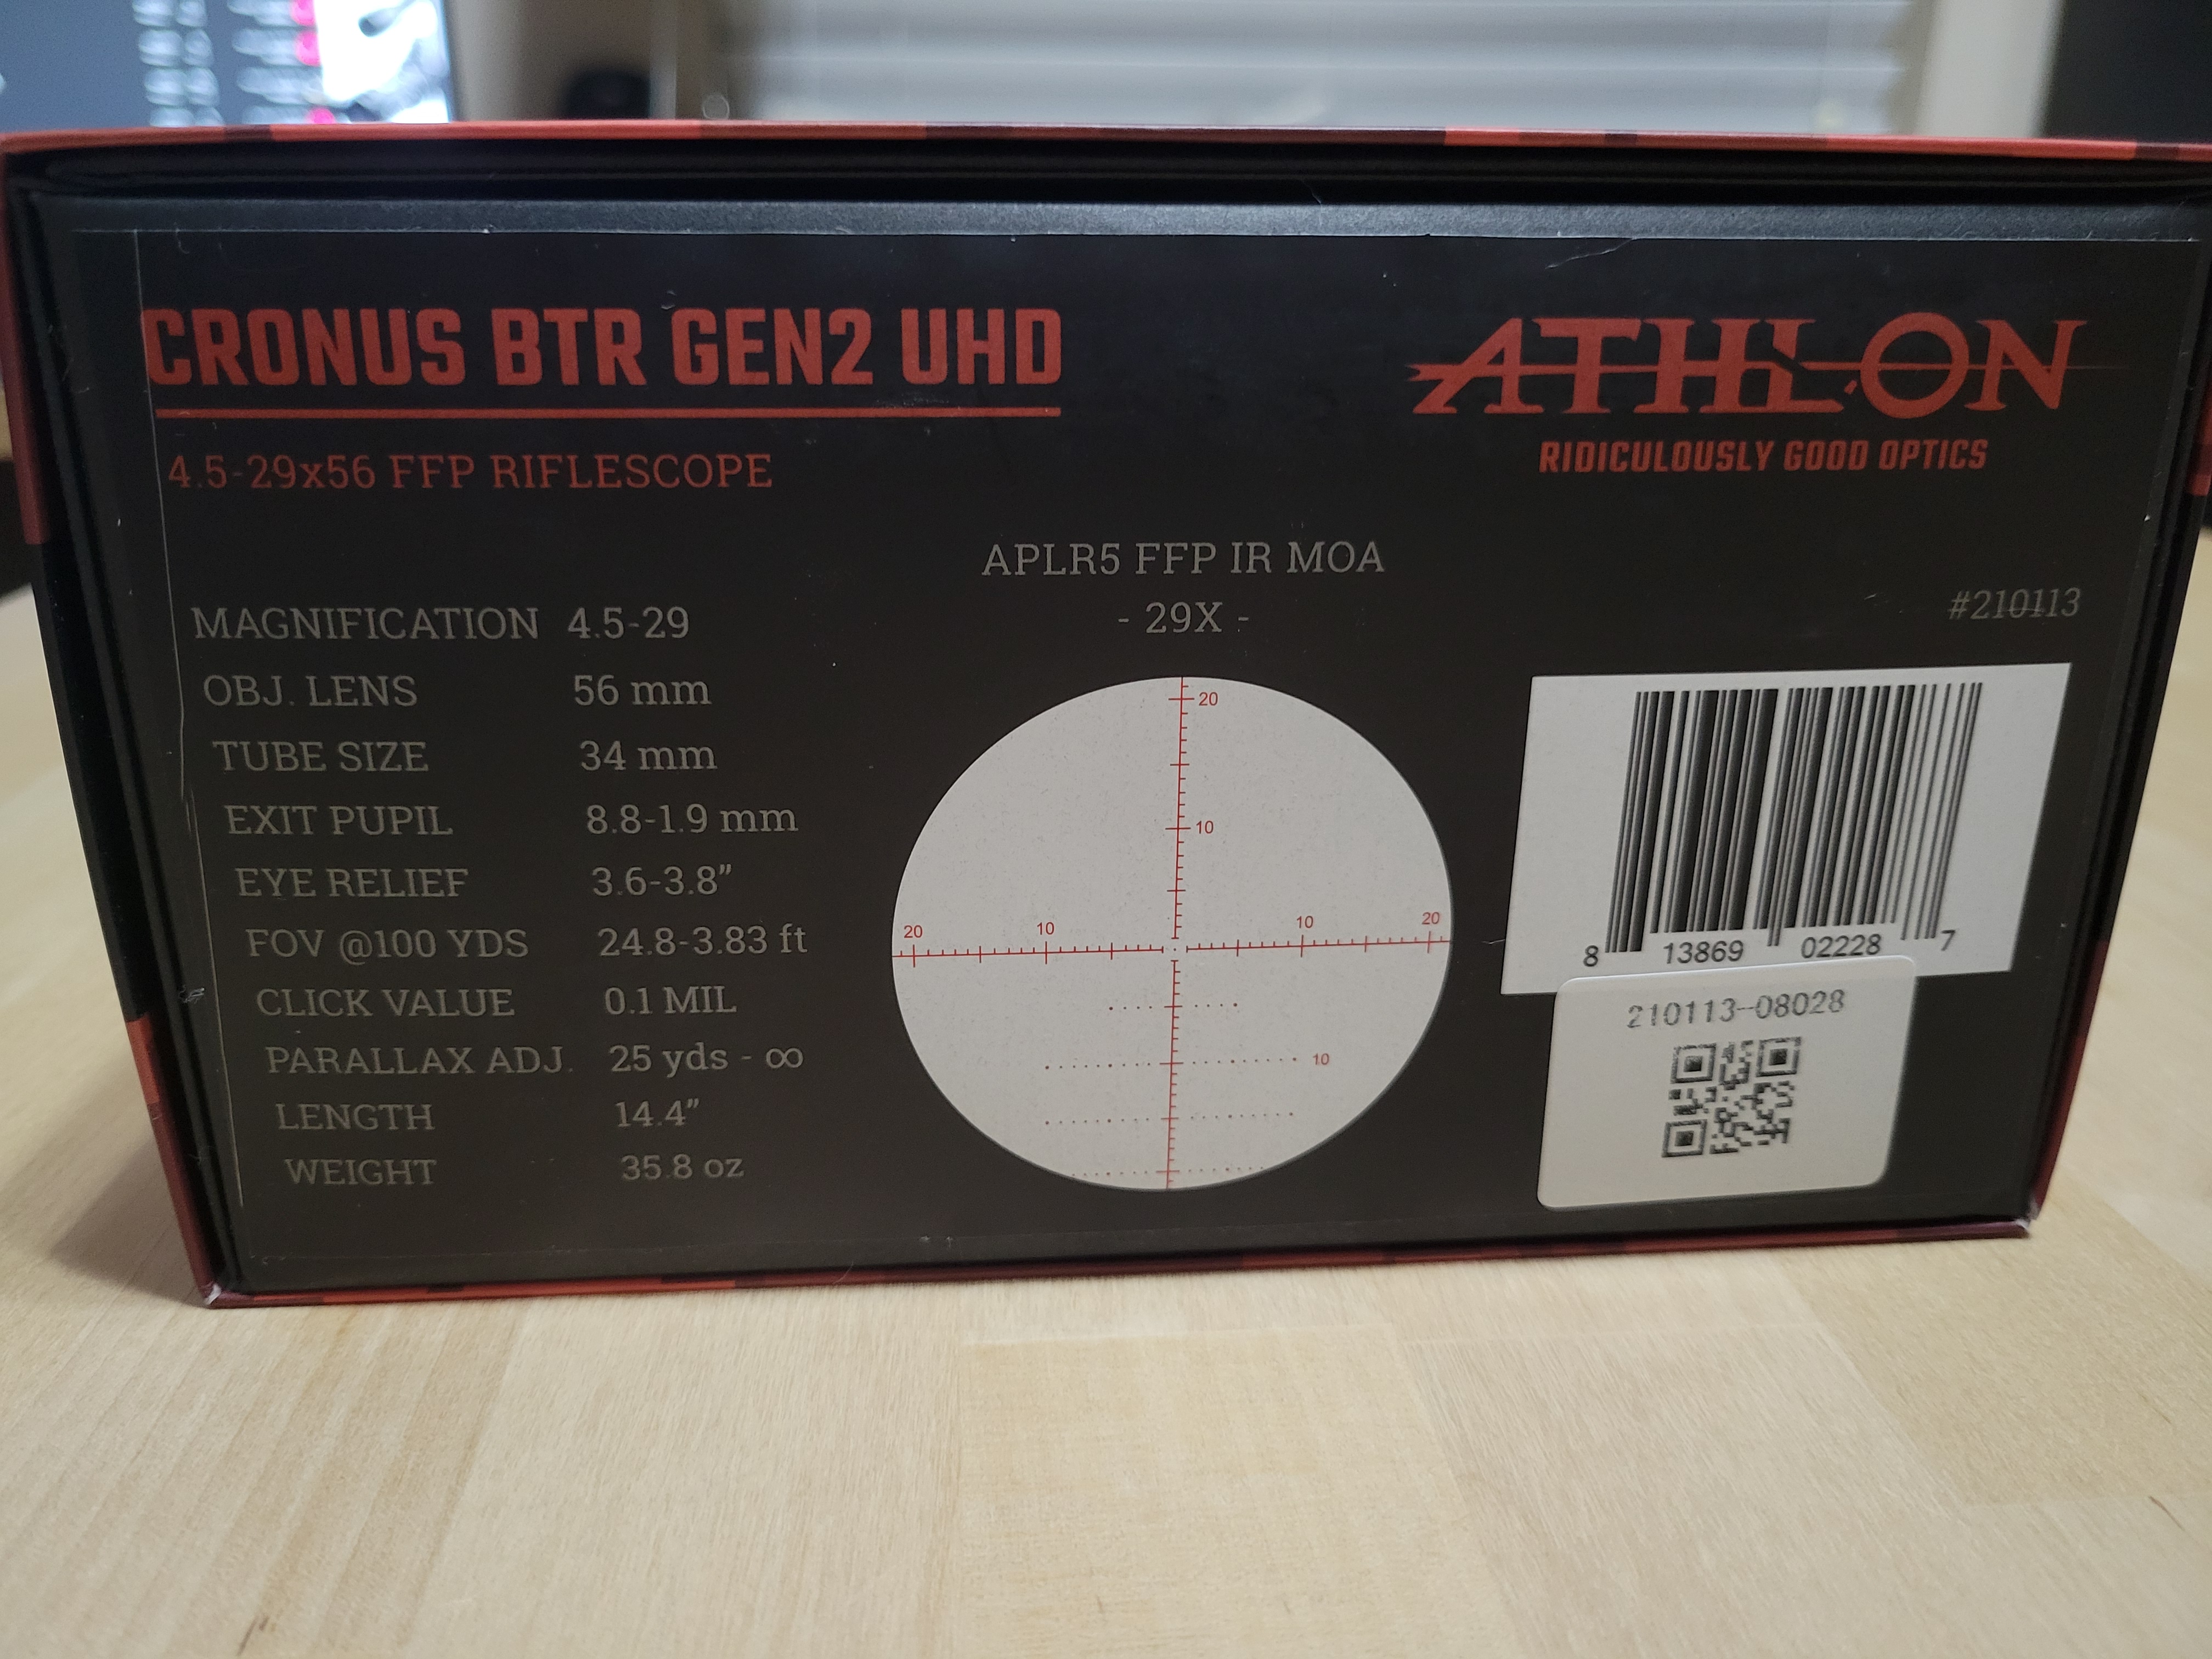 CRONUS BTR GEN2 UHD
4.5-29x56 FFP RIFLESCOPE
ATHLON
RIDICULOUSLY GOOD OPTICS
MAGNIFICATION 4.5-29
OBJ. LENS 56 mm
TUBE SIZE 34 mm
EXIT PUPIL 8.8-1.9 mm
EYE RELIEF 3.6-3.8”
FOV @100 YDS 24.8-3.83 ft
CLICK VALUE 0.1 MIL
PARALLAX ADJ. 25 yds - ∞
LENGTH 14.4”
WEIGHT 35.8 oz
APLR5 FFP IR MOA
- 29X -
20
10
20 10 10 20
10
#210113
8 13869 02228 7
210113-08028